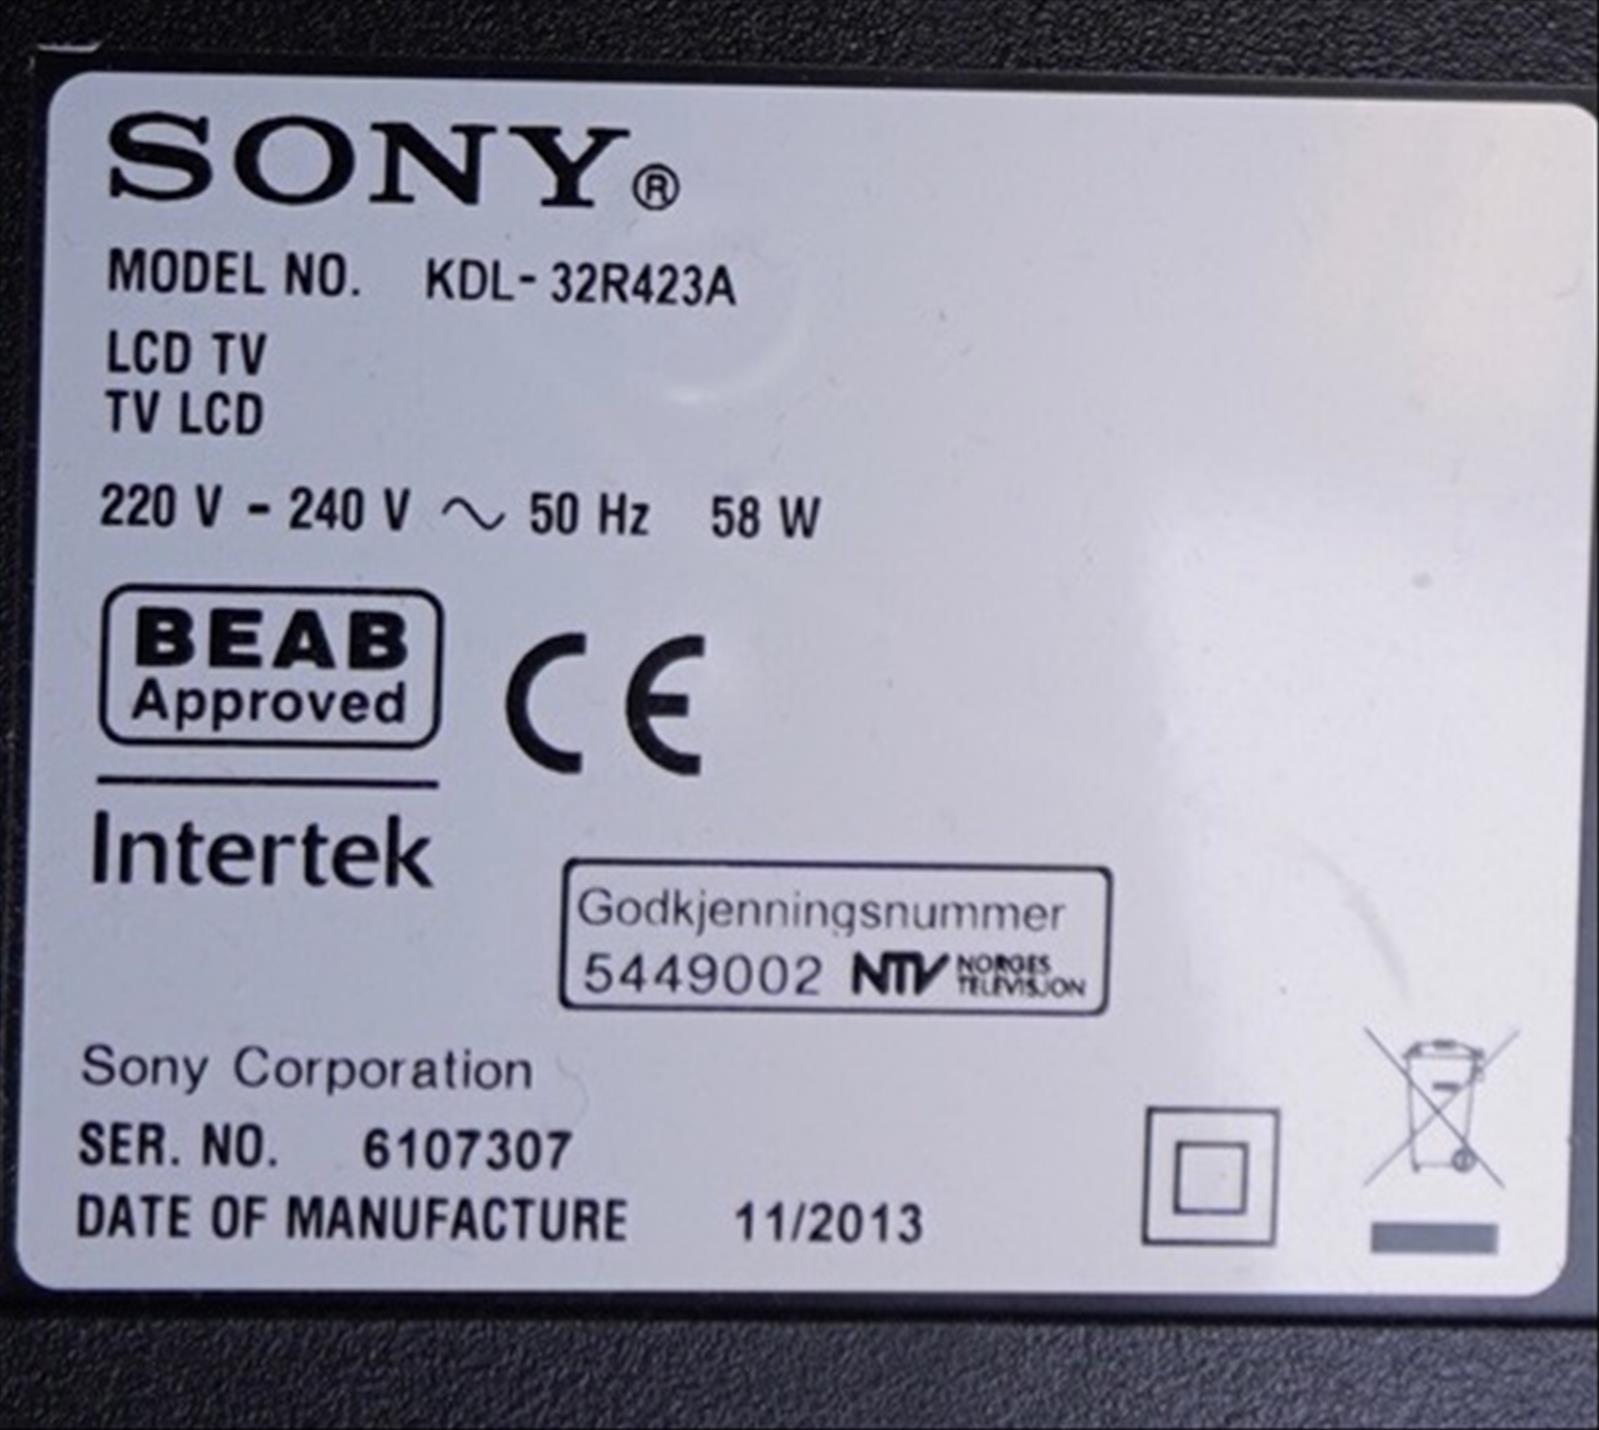 SONY®
MODEL NO. KDL-32R423A
LCD TV
TV LCD
220 V - 240 V ~ 50 Hz 58 W
BEAB
Approved
CE
Intertek
Godkjenningsnummer
5449002 NTV NORGES
TELEVISJON
Sony Corporation
SER. NO. 6107307
DATE OF MANUFACTURE 11/2013